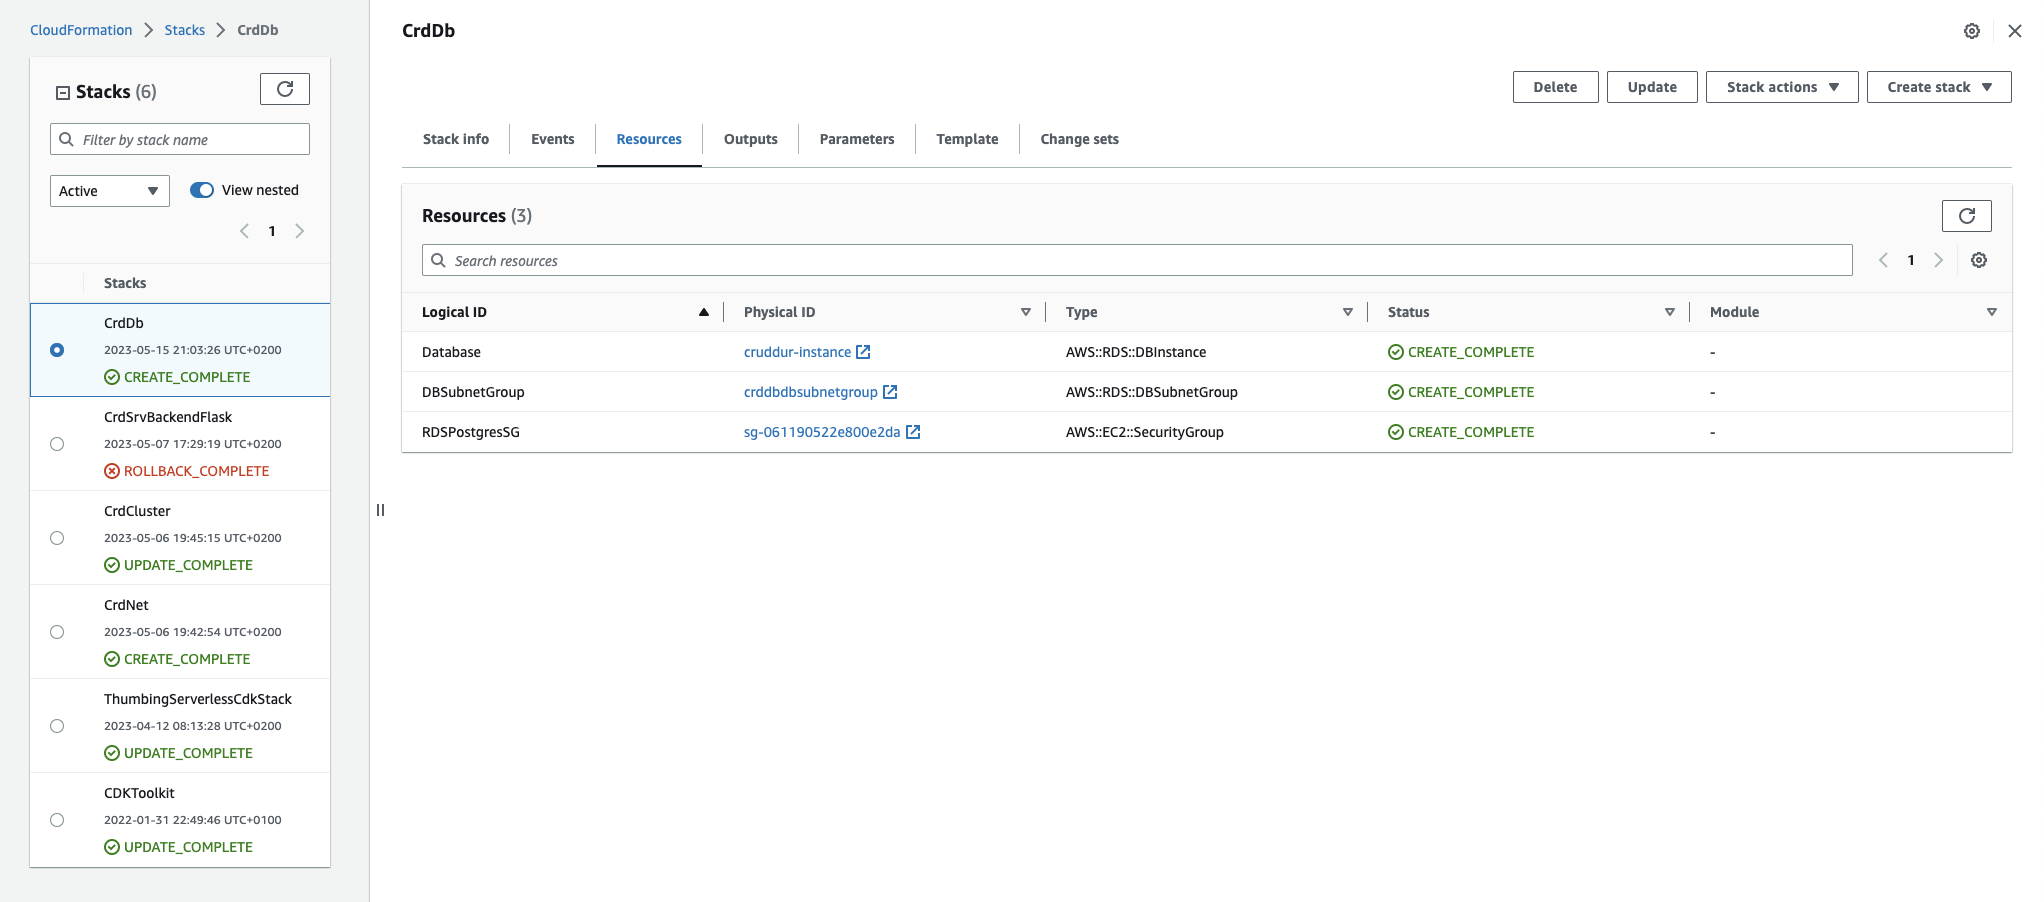 CloudFormation > Stacks > CrdDb
Stacks (6)
Filter by stack name
Active
View nested
1
Stacks
CrdDb
2023-05-15 21:03:26 UTC+0200
CREATE_COMPLETE
CrdSrvBackendFlask
2023-05-07 17:29:19 UTC+0200
ROLLBACK_COMPLETE
CrdCluster
2023-05-06 19:45:15 UTC+0200
UPDATE_COMPLETE
CrdNet
2023-05-06 19:42:54 UTC+0200
CREATE_COMPLETE
ThumbingServerlessCdkStack
2023-04-12 08:13:28 UTC+0200
UPDATE_COMPLETE
CDKToolkit
2022-01-31 22:49:46 UTC+0100
UPDATE_COMPLETE
CrdDb
Delete Update Stack actions Create stack
Stack info Events Resources Outputs Parameters Template Change sets
Resources (3)
Search resources
1
Logical ID Physical ID Type Status Module
Database cruddur-instance AWS::RDS::DBInstance CREATE_COMPLETE -
DBSubnetGroup crddbdbsubnetgroup AWS::RDS::DBSubnetGroup CREATE_COMPLETE -
RDSPostgresSG sg-061190522e800e2da AWS::EC2::SecurityGroup CREATE_COMPLETE -